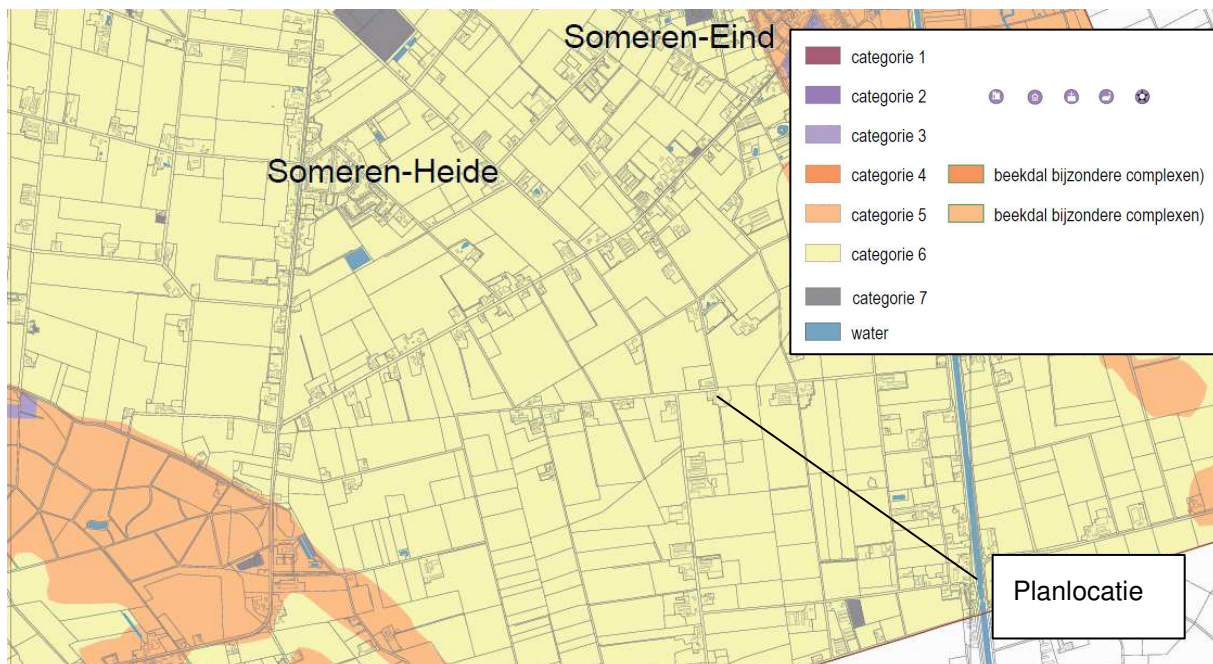 Someren-Eind
Someren-Heide
categorie 1
categorie 2
categorie 3
categorie 4
beekdal bijzondere complexen)
categorie 5
beekdal bijzondere complexen)
categorie 6
categorie 7
water
Planlocatie